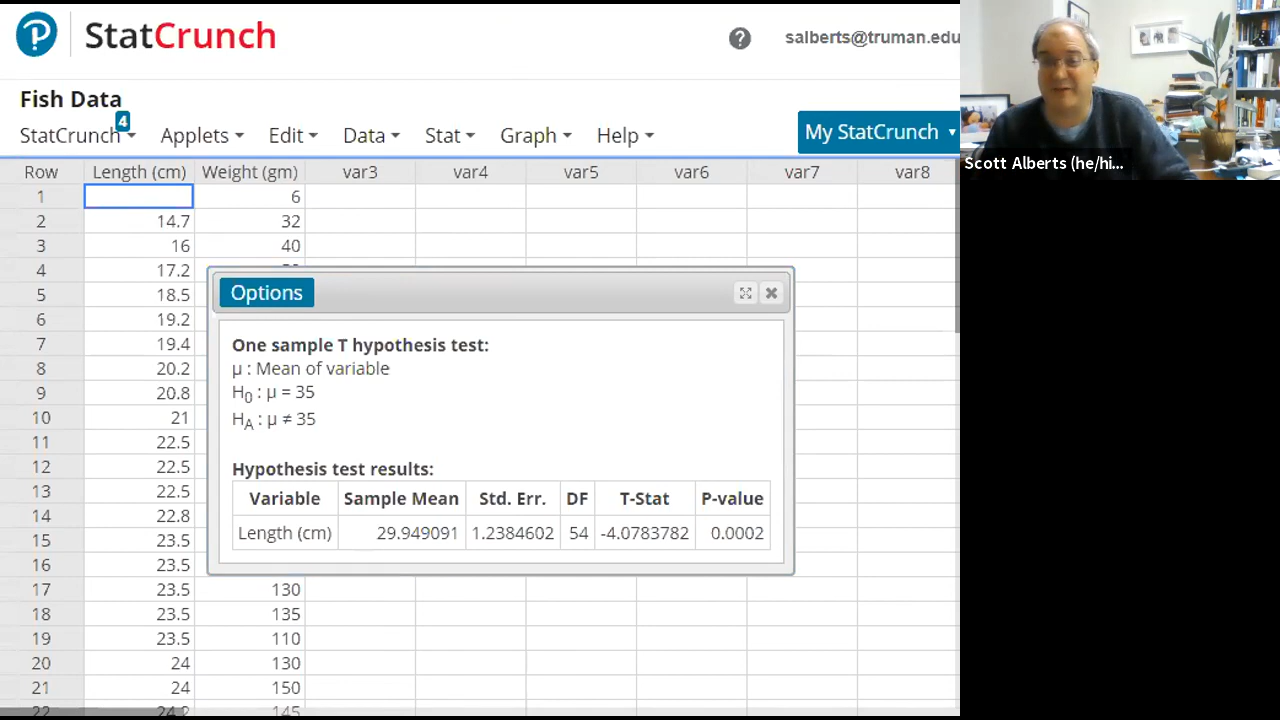 StatCrunch
? salberts@truman.edu
Fish Data
StatCrunch 4 Applets Edit Data Stat Graph Help My StatCrunch
Row Length (cm) Weight (gm) var3 var4 var5 var6 var7 var8
1 6
2 14.7 32
3 16 40
4 17.2
5 18.5
6 19.2
7 19.4
8 20.2
9 20.8
10 21
11 22.5
12 22.5
13 22.5
14 22.8
15 23.5
16 23.5
17 23.5 130
18 23.5 135
19 23.5 110
20 24 130
21 24 150
22 24.2 145
Options
One sample T hypothesis test:
μ : Mean of variable
H0 : μ = 35
HA : μ ≠ 35
Hypothesis test results:
Variable Sample Mean Std. Err. DF T-Stat P-value
Length (cm) 29.949091 1.2384602 54 -4.0783782 0.0002
Scott Alberts (he/hi...